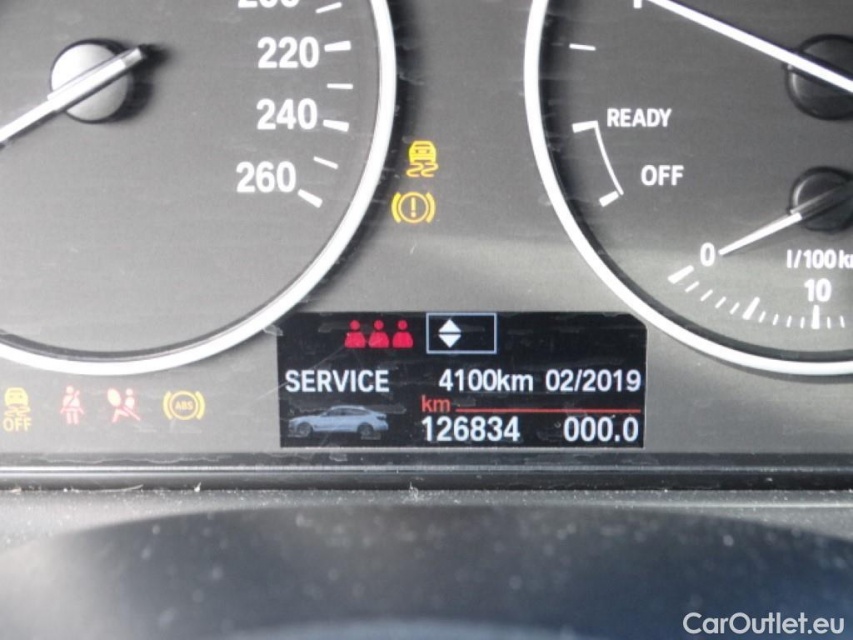 220
240
260
READY
OFF
0
l/100km
10
SERVICE 4100km 02/2019
km
126834 000.0
OFF
ABS
CarOutlet.eu